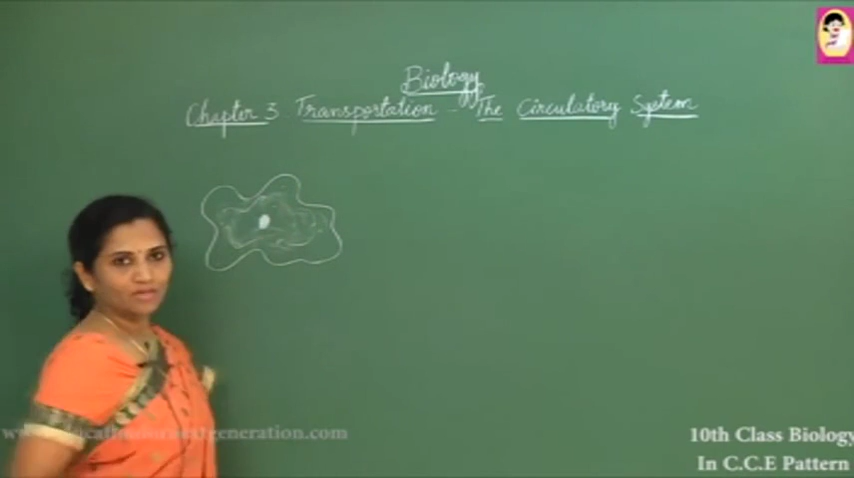 Biology
Chapter 3 Transportation - The Circulatory System
10th Class Biology
In C.C.E Pattern